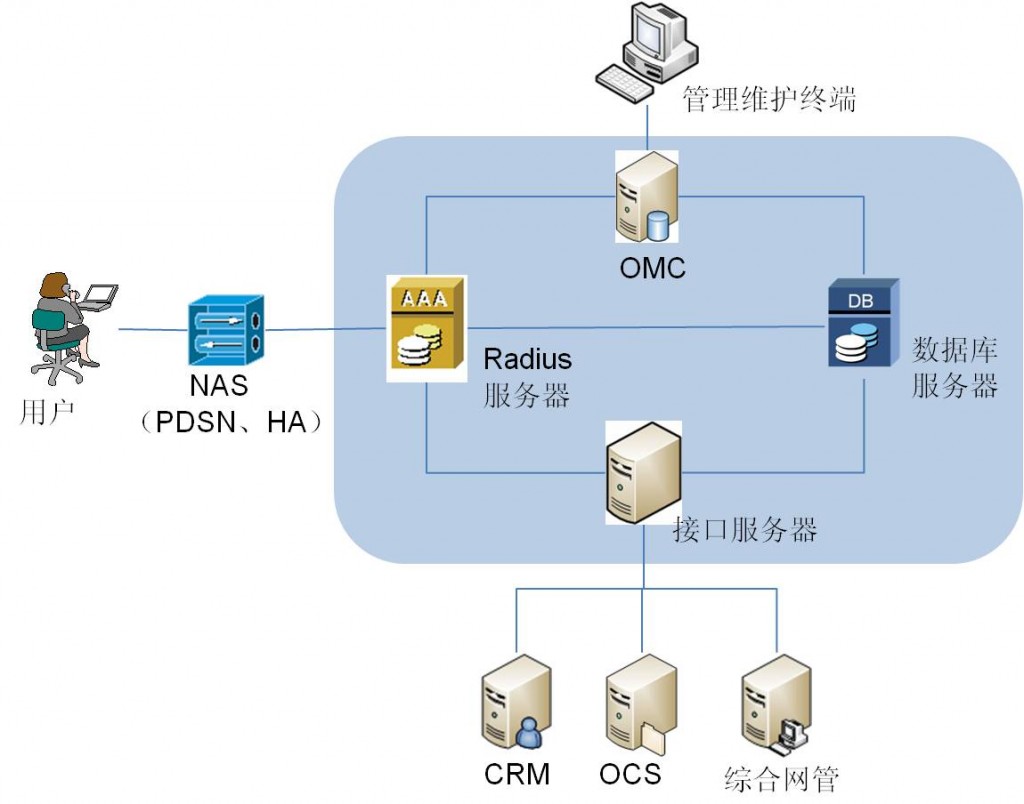 管理维护终端
OMC
AAA
DB
Radius
服务器
数据库
服务器
NAS
（PDSN、HA）
用户
接口服务器
CRM
OCS
综合网管